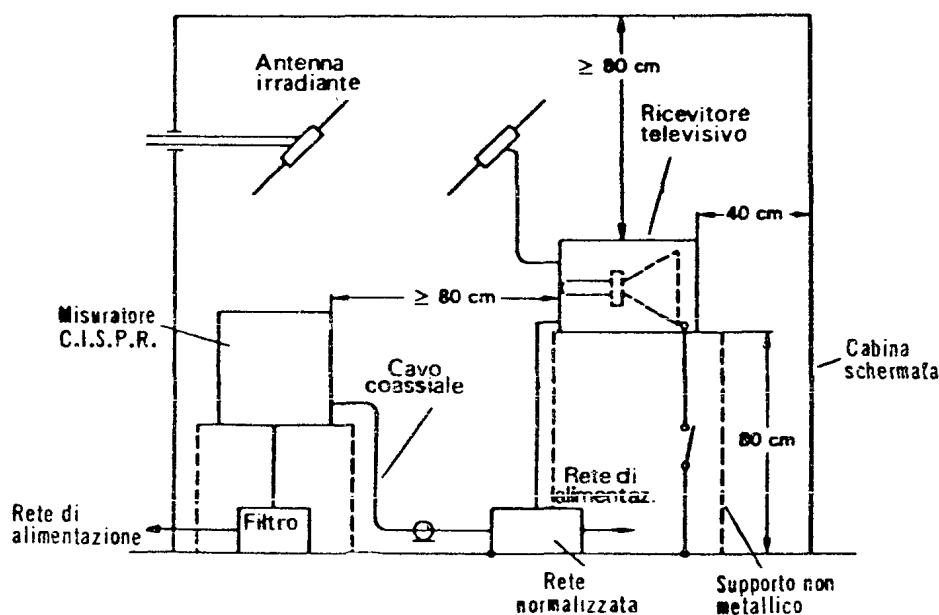 Antenna
irradiante
≥ 80 cm
Ricevitore
televisivo
40 cm
≥ 80 cm
Misuratore
C.I.S.P.R.
Cavo
coassiale
Cabina
schermata
80 cm
Rete di
alimentaz.
Rete di
alimentazione
Filtro
Rete
normalizzata
Supporto non
metallico